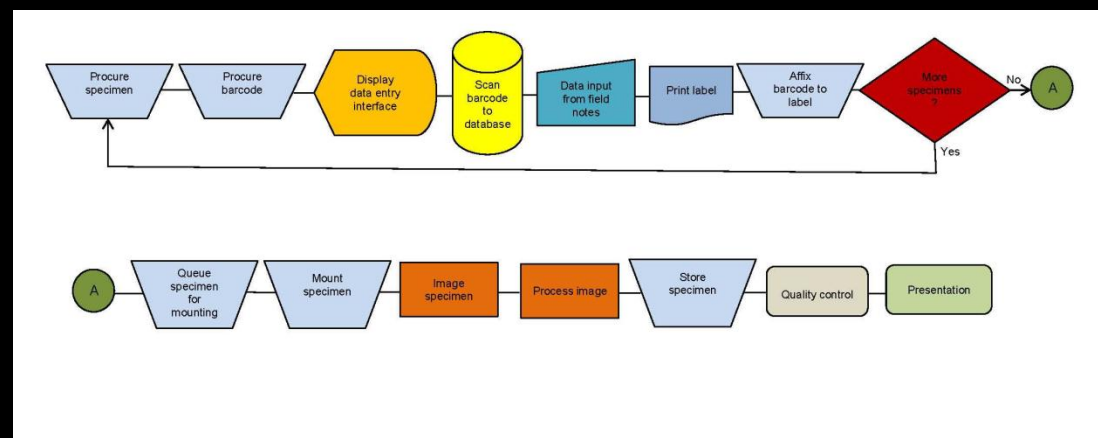 Procure
specimen
Procure
barcode
Display
data entry
interface
Scan
barcode
to
database
Data input
from field
notes
Print label
Affix
barcode to
label
More
specimens
?
No
A
Yes
A
Queue
specimen
for
mounting
Mount
specimen
Image
specimen
Process image
Store
specimen
Quality control
Presentation